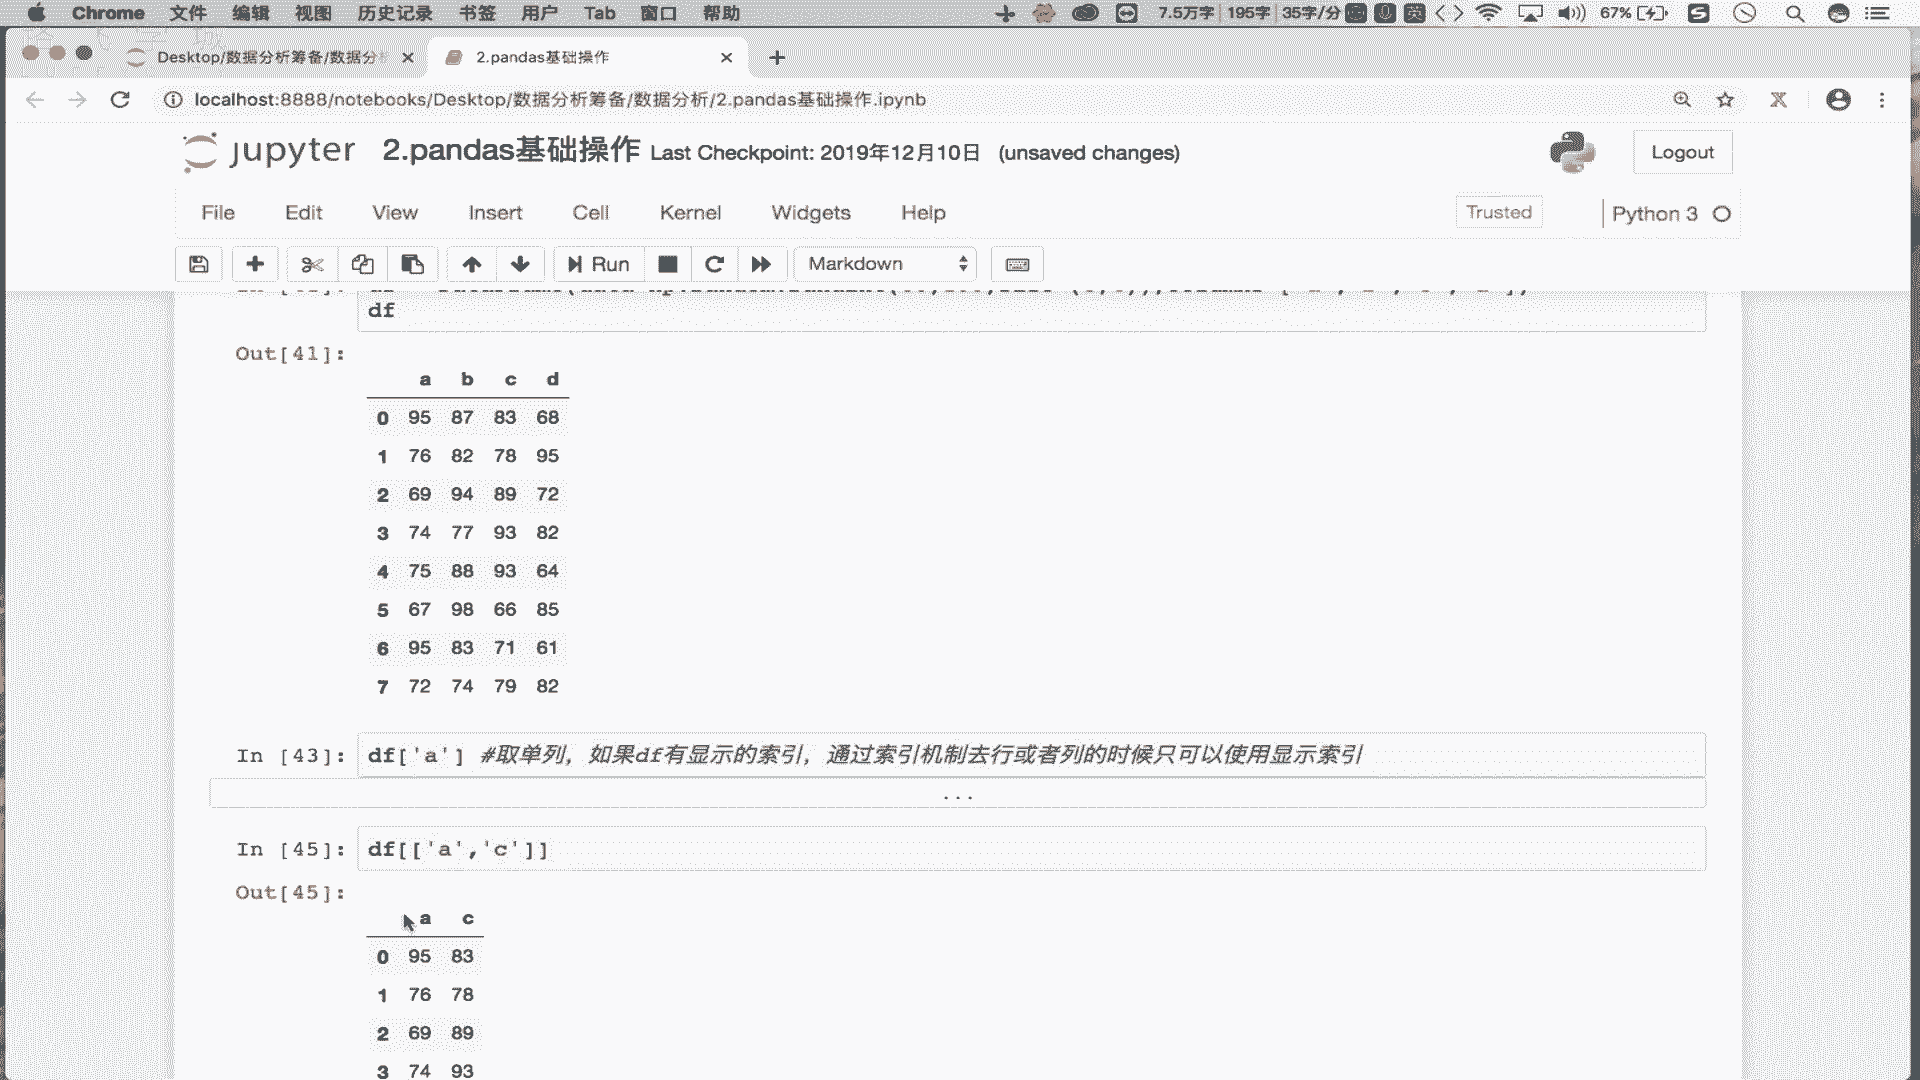 Chrome 文件 编辑 视图 历史记录 书签 用户 Tab 窗口 帮助 7.5万字 195字 35字/分 英 67%
Desktop/数据分析筹备/数据分 2.pandas基础操作
localhost:8888/notebooks/Desktop/数据分析筹备/数据分析/2.pandas基础操作.ipynb
jupyter 2.pandas基础操作 Last Checkpoint: 2019年12月10日 (unsaved changes) Logout
File Edit View Insert Cell Kernel Widgets Help Trusted Python 3
Run Markdown
df
Out[41]:
a b c d
0 95 87 83 68
1 76 82 78 95
2 69 94 89 72
3 74 77 93 82
4 75 88 93 64
5 67 98 66 85
6 95 83 71 61
7 72 74 79 82
In [43]: df['a'] #取单列，如果df有显示的索引，通过索引机制去行或者列的时候只可以使用显示索引
...
In [45]: df[['a','c']]
Out[45]:
a c
0 95 83
1 76 78
2 69 89
3 74 93